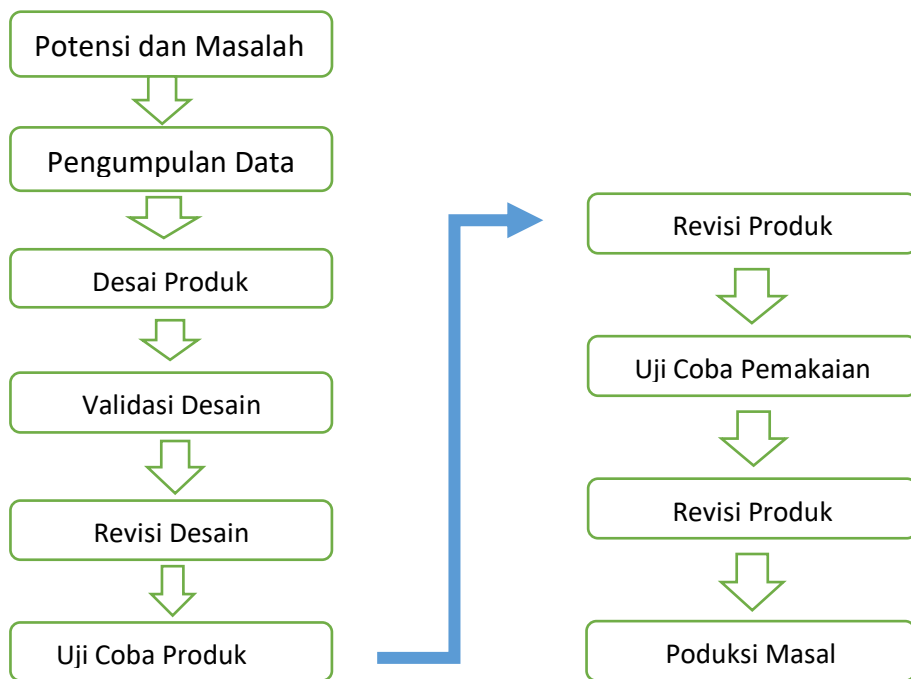 Potensi dan Masalah
Pengumpulan Data
Desai Produk
Validasi Desain
Revisi Desain
Uji Coba Produk
Revisi Produk
Uji Coba Pemakaian
Revisi Produk
Poduksi Masal